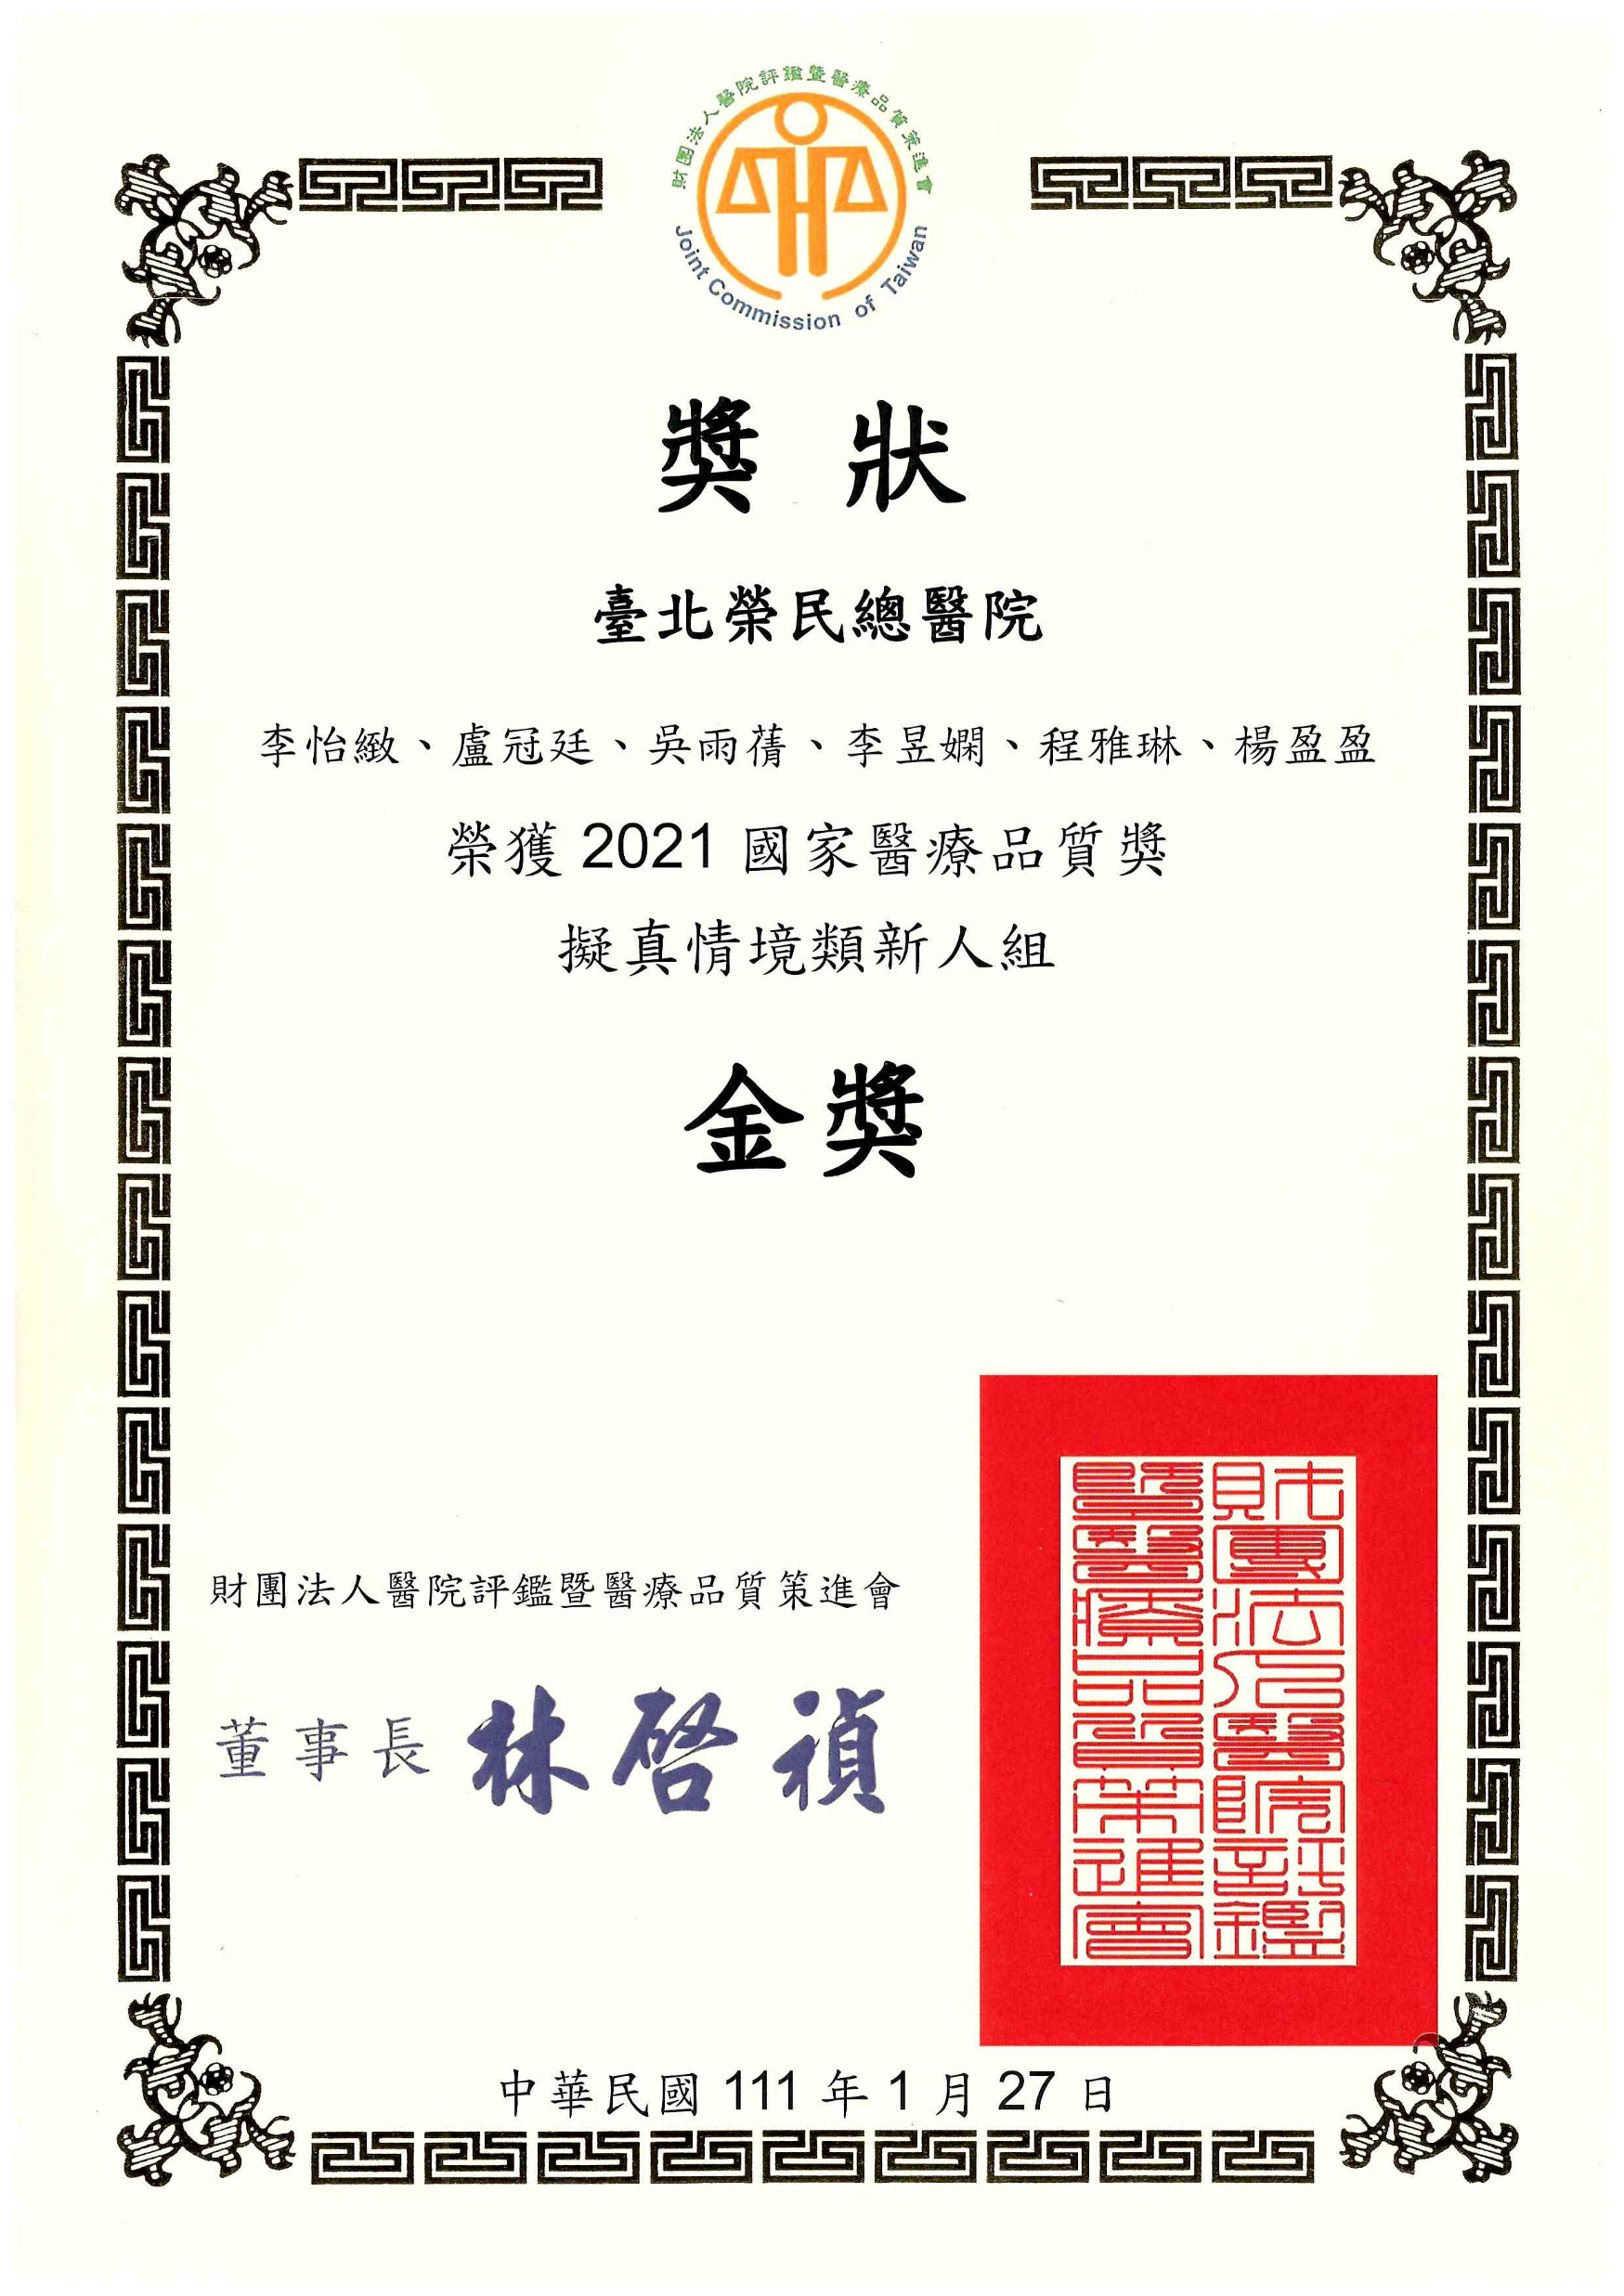 財團法人醫院評鑑暨醫療品質策進會
Joint Commission of Taiwan
獎 狀
臺北榮民總醫院
李怡緻、盧冠廷、吳雨蒨、李昱嫻、程雅琳、楊盈盈
榮獲 2021 國家醫療品質獎
擬真情境類新人組
金獎
財團法人醫院評鑑暨醫療品質策進會
董事長 林啓禎
財團法人醫院評鑑
暨醫療品質策進會
中華民國 111 年 1 月 27 日